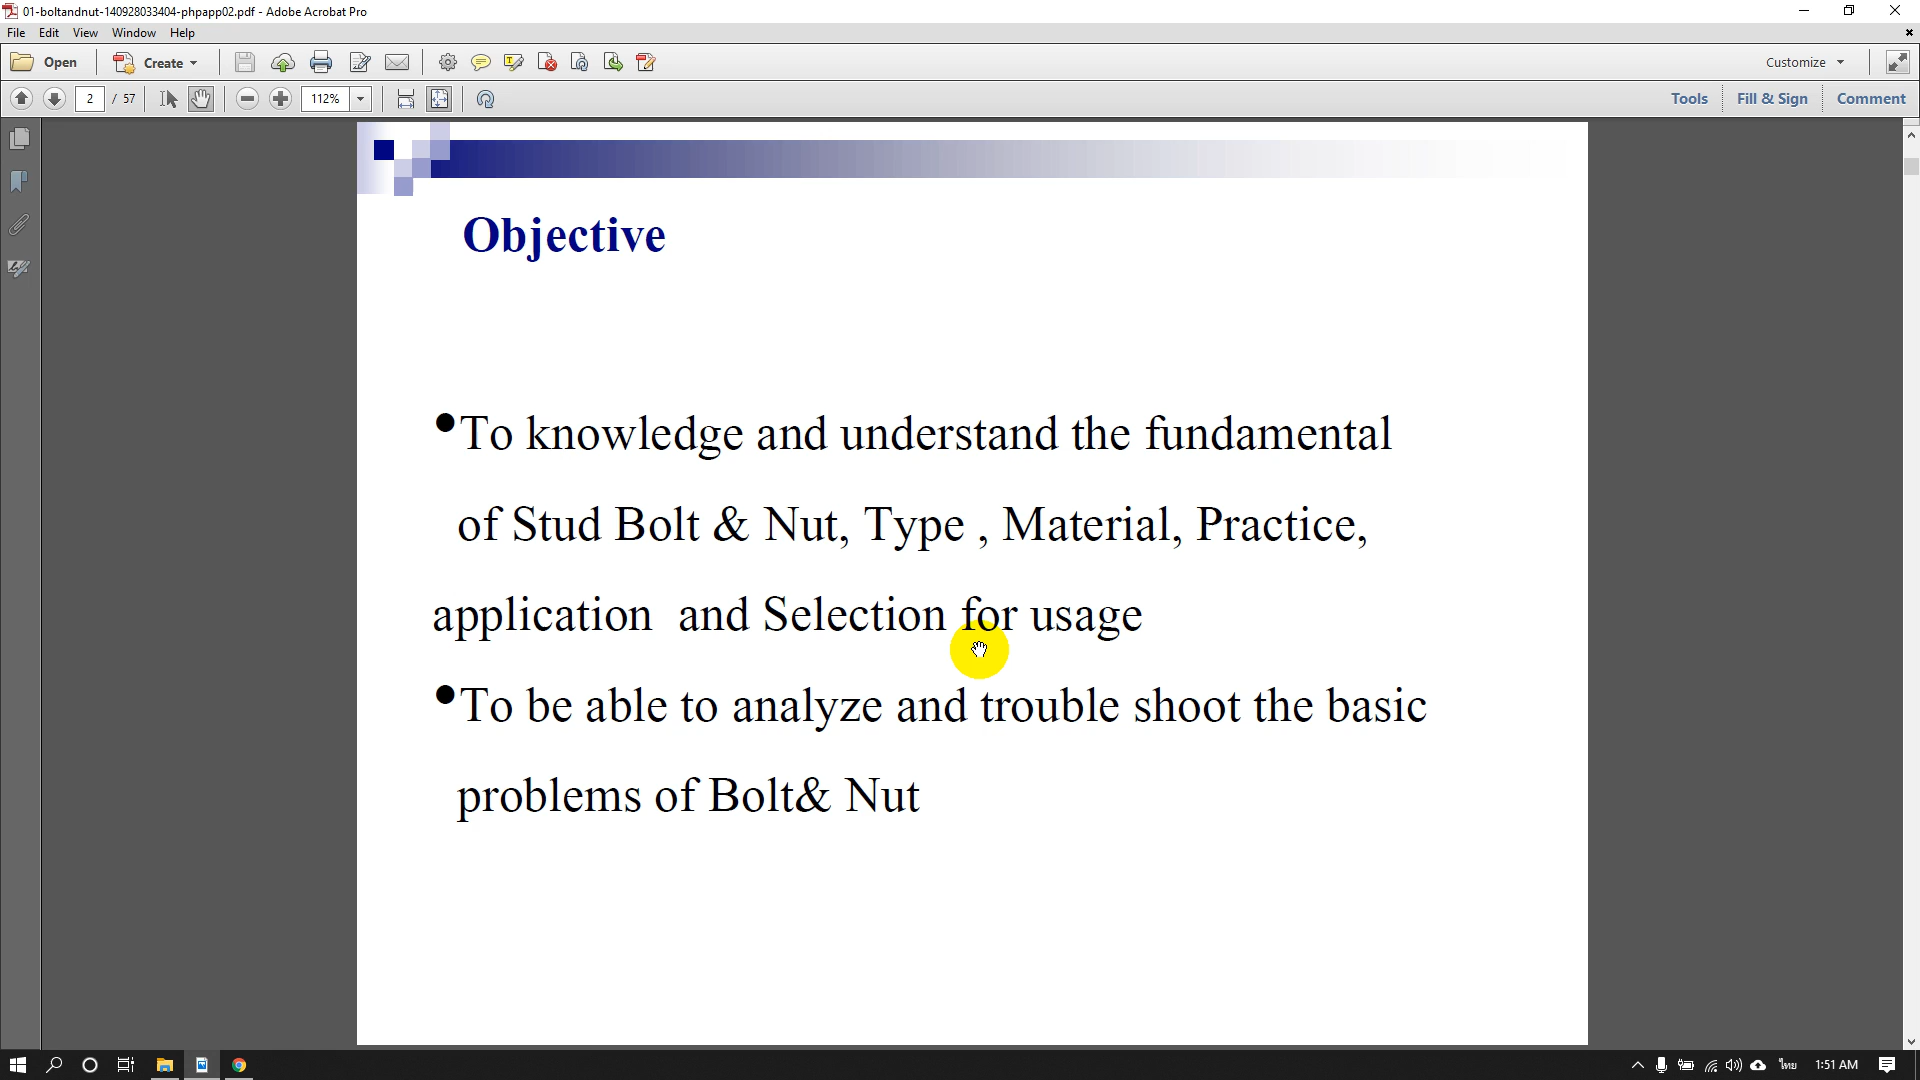 01-boltandnut-140928033404-phpapp02.pdf - Adobe Acrobat Pro
File Edit View Window Help
Open Create Customize
2 / 57 112% Tools Fill & Sign Comment
Objective
•To knowledge and understand the fundamental
of Stud Bolt & Nut, Type , Material, Practice,
application and Selection for usage
•To be able to analyze and trouble shoot the basic
problems of Bolt& Nut
ไทย 1:51 AM